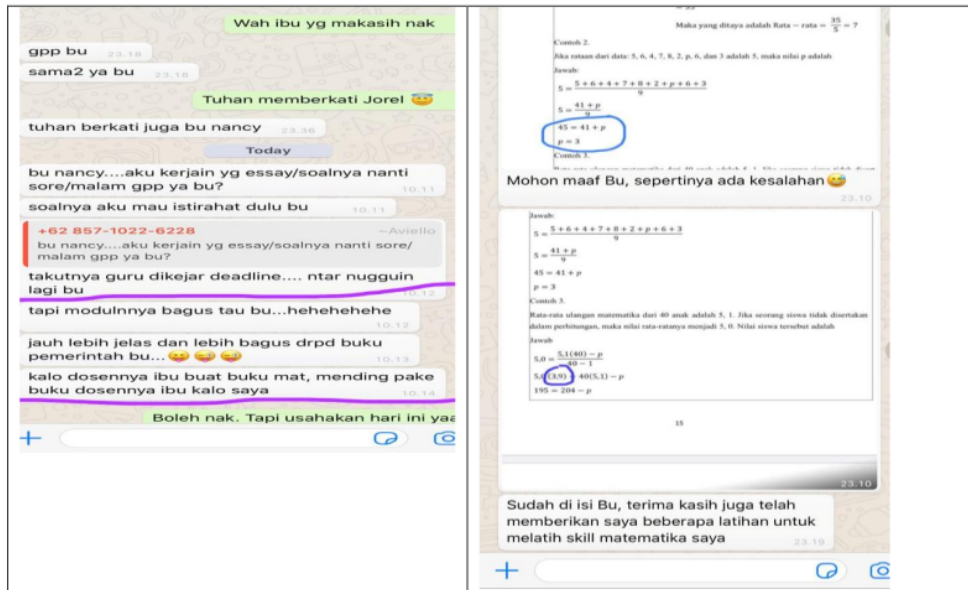 Wah ibu yg makasih nak
gpp bu 23.18
sama2 ya bu 23.18
Tuhan memberkati Jorel 😇
tuhan berkati juga bu nancy 23.36
Today
bu nancy....aku kerjain yg essay/soalnya nanti
sore/malam gpp ya bu? 10.11
soalnya aku mau istirahat dulu bu 10.11
+62 857-1022-6228 ~Aviello
bu nancy....aku kerjain yg essay/soalnya nanti sore/
malam gpp ya bu?
takutnya guru dikejar deadline.... ntar nugguin
lagi bu 10.12
tapi modulnnya bagus tau bu...hehehehehe
10.12
jauh lebih jelas dan lebih bagus drpd buku
pemerintah bu... 10.13
kalo dosennya ibu buat buku mat, mending pake
buku dosennya ibu kalo saya 10.14
Boleh nak. Tapi usahakan hari ini yaa
Maka yang ditaya adalah Rata – rata = 35/5 = 7
Contoh 2.
Jika rataan dari data: 5, 6, 4, 7, 8, 2, p, 6, dan 3 adalah 5, maka nilai p adalah
Jawab:
5 = 5 + 6 + 4 + 7 + 8 + 2 + p + 6 + 3 / 9
5 = 41 + p / 9
45 = 41 + p
p = 3
Contoh 3.
Mohon maaf Bu, sepertinya ada kesalahan 😅
23.10
Jawab:
5 = 5 + 6 + 4 + 7 + 8 + 2 + p + 6 + 3 / 9
5 = 41 + p / 9
45 = 41 + p
p = 3
Contoh 3.
Rata-rata ulangan matematika dari 40 anak adalah 5, 1. Jika seorang siswa tidak disertakan
dalam perhitungan, maka nilai rata-ratanya menjadi 5, 0. Nilai siswa tersebut adalah
Jawab
5,0 = 5,1(40) − p / 40 − 1
5,0 (3,9) = 40(5,1) − p
195 = 204 − p
15
23.10
Sudah di isi Bu, terima kasih juga telah
memberikan saya beberapa latihan untuk
melatih skill matematika saya 23.19